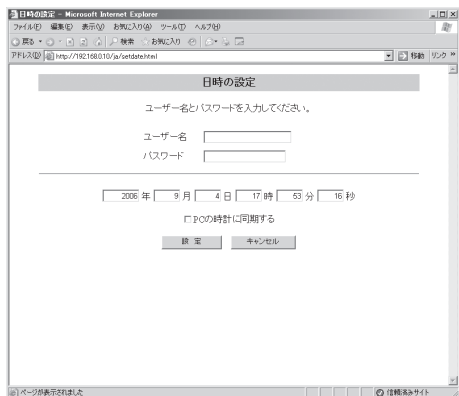 日時の設定 - Microsoft Internet Explorer
ファイル(F) 編集(E) 表示(V) お気に入り(A) ツール(T) ヘルプ(H)
戻る 検索 お気に入り
アドレス(D) http://192.168.0.10/ja/setdate.html 移動 リンク »
日時の設定
ユーザー名とパスワードを入力してください。
ユーザー名
パスワード
2006 年 9 月 4 日 17 時 53 分 16 秒
PCの時計に同期する
設 定 キャンセル
ページが表示されました 信頼済みサイト